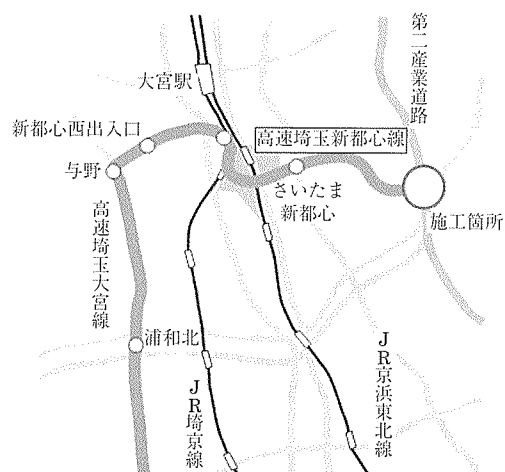 第二産業道路
大宮駅
新都心西出入口
高速埼玉新都心線
与野
さいたま
新都心
施工箇所
高速埼玉大宮線
浦和北
JR埼京線
JR京浜東北線